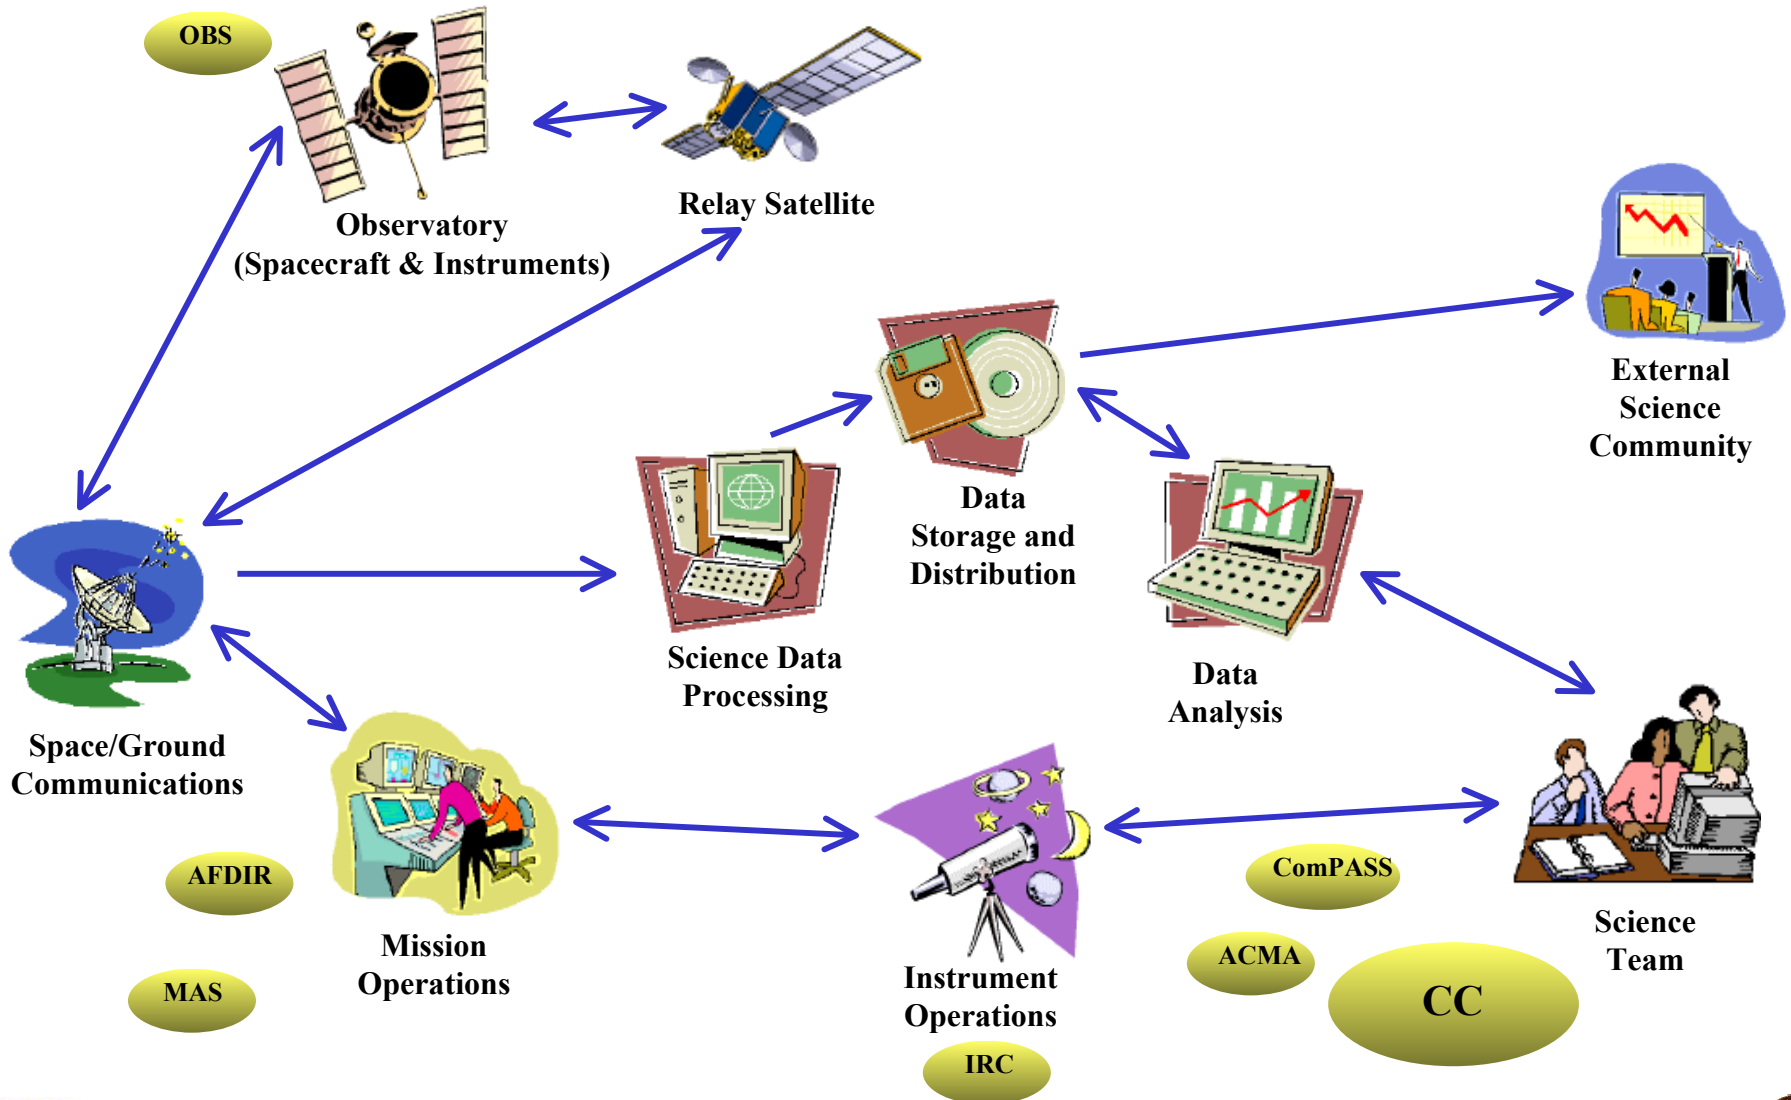 OBS
Observatory
(Spacecraft & Instruments)
Relay Satellite
External
Science
Community
Data
Storage and
Distribution
Science Data
Processing
Data
Analysis
Space/Ground
Communications
AFDIR
MAS
Mission
Operations
Instrument
Operations
IRC
ComPASS
ACMA
CC
Science
Team